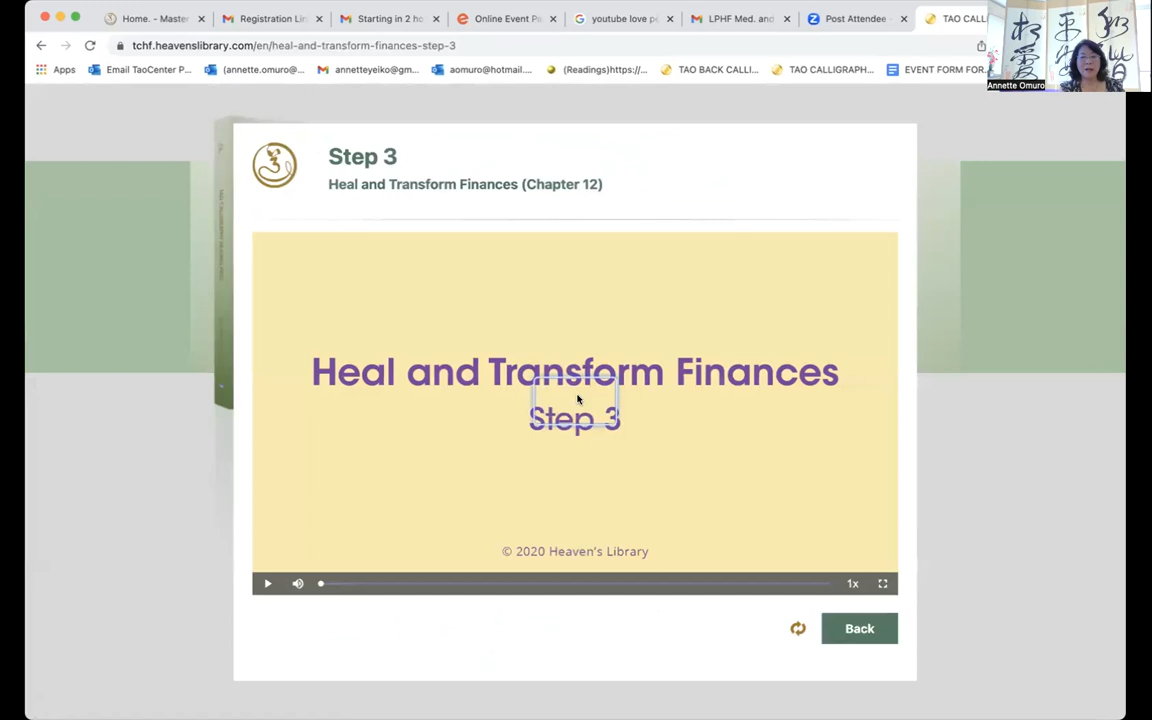 Home. - Master
Registration Lin
Starting in 2 ho
Online Event Pa
youtube love pe
LPHF Med. and
Post Attendee -
TAO CALL
tchf.heavenslibrary.com/en/heal-and-transform-finances-step-3
Apps
Email TaoCenter P...
(annette.omuro@...
annetteyeiko@gm...
aomuro@hotmail....
(Readings)https://...
TAO BACK CALLI...
TAO CALLIGRAPH...
EVENT FORM FOR
Annette Omuro
Step 3
Heal and Transform Finances (Chapter 12)
Heal and Transform Finances
Step 3
© 2020 Heaven's Library
1x
Back